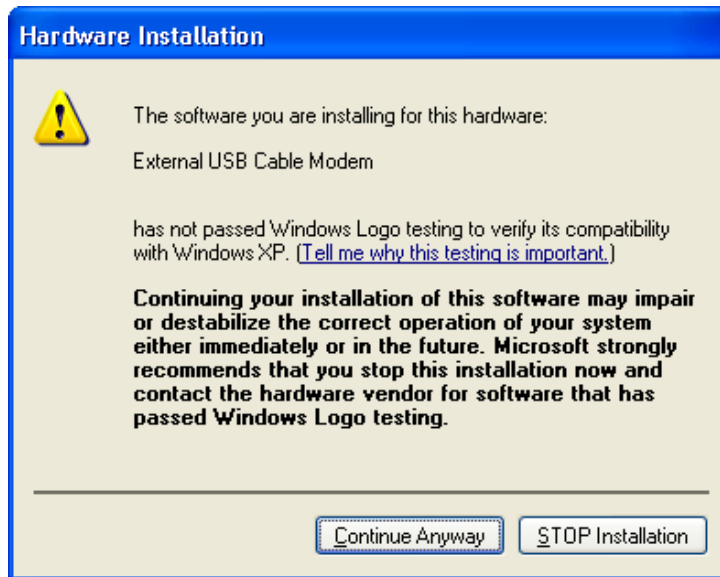 Hardware Installation
The software you are installing for this hardware:
External USB Cable Modem
has not passed Windows Logo testing to verify its compatibility
with Windows XP. (Tell me why this testing is important.)
Continuing your installation of this software may impair
or destabilize the correct operation of your system
either immediately or in the future. Microsoft strongly
recommends that you stop this installation now and
contact the hardware vendor for software that has
passed Windows Logo testing.
Continue Anyway
STOP Installation